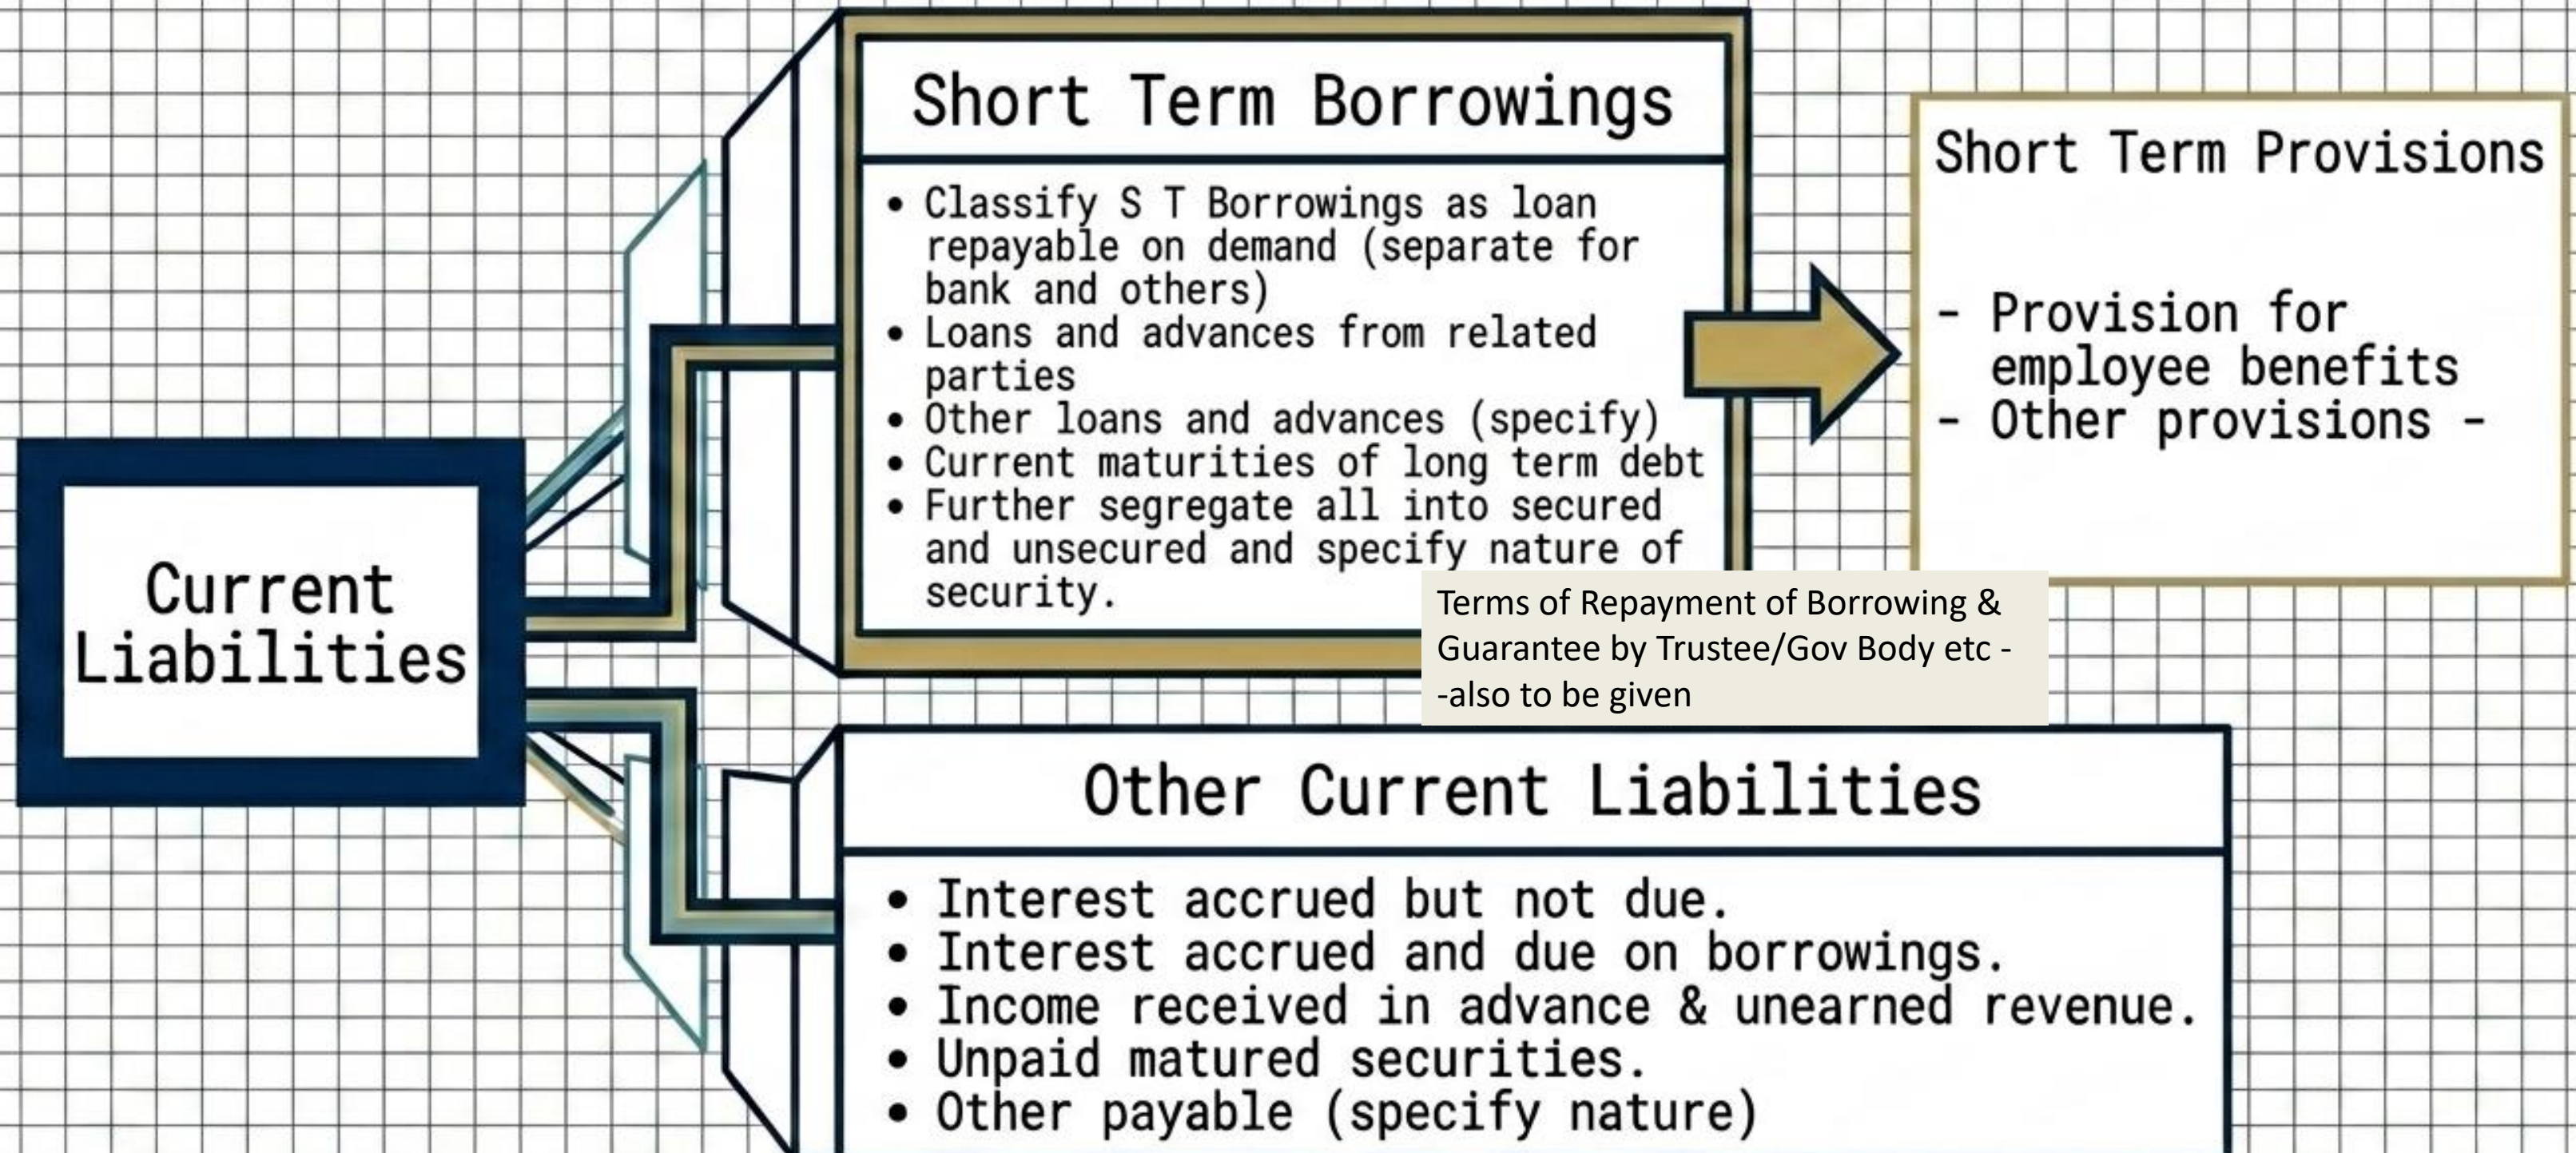 Current
Liabilities
Short Term Borrowings
• Classify S T Borrowings as loan
repayable on demand (separate for
bank and others)
• Loans and advances from related
parties
• Other loans and advances (specify)
• Current maturities of long term debt
• Further segregate all into secured
and unsecured and specify nature of
security.
Terms of Repayment of Borrowing &
Guarantee by Trustee/Gov Body etc -
-also to be given
Short Term Provisions
- Provision for
employee benefits
- Other provisions -
Other Current Liabilities
• Interest accrued but not due.
• Interest accrued and due on borrowings.
• Income received in advance & unearned revenue.
• Unpaid matured securities.
• Other payable (specify nature)